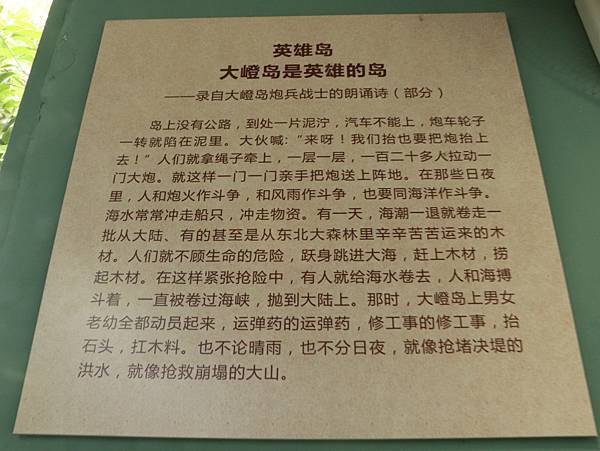 英雄岛
大嶝岛是英雄的岛
——录自大嶝岛炮兵战士的朗诵诗（部分）
岛上没有公路，到处一片泥泞，汽车不能上，炮车轮子
一转就陷在泥里。大伙喊:“来呀！我们抬也要把炮抬上
去！”人们就拿绳子牵上，一层一层，一百二十多人拉动一
门大炮。就这样一门一门亲手把炮送上阵地。在那些日夜
里，人和炮火作斗争，和风雨作斗争，也要同海洋作斗争。
海水常常冲走船只，冲走物资。有一天，海潮一退就卷走一
批从大陆、有的甚至是从东北大森林里辛辛苦苦运来的木
材。人们就不顾生命的危险，跃身跳进大海，赶上木材，捞
起木材。在这样紧张抢险中，有人就给海水卷去，人和海搏
斗着，一直被卷过海峡，抛到大陆上。那时，大嶝岛上男女
老幼全都动员起来，运弹药的运弹药，修工事的修工事，抬
石头，扛木料。也不论晴雨，也不分日夜，就像抢堵决堤的
洪水，就像抢救崩塌的大山。